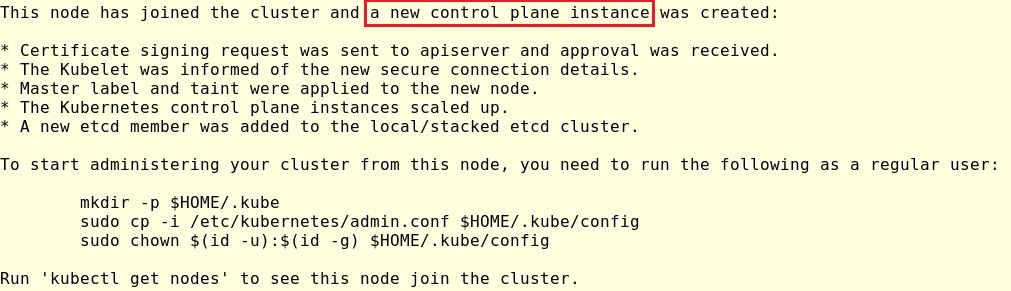 This node has joined the cluster and a new control plane instance was created:
* Certificate signing request was sent to apiserver and approval was received.
* The Kubelet was informed of the new secure connection details.
* Master label and taint were applied to the new node.
* The Kubernetes control plane instances scaled up.
* A new etcd member was added to the local/stacked etcd cluster.
To start administering your cluster from this node, you need to run the following as a regular user:
mkdir -p $HOME/.kube
sudo cp -i /etc/kubernetes/admin.conf $HOME/.kube/config
sudo chown $(id -u):$(id -g) $HOME/.kube/config
Run 'kubectl get nodes' to see this node join the cluster.